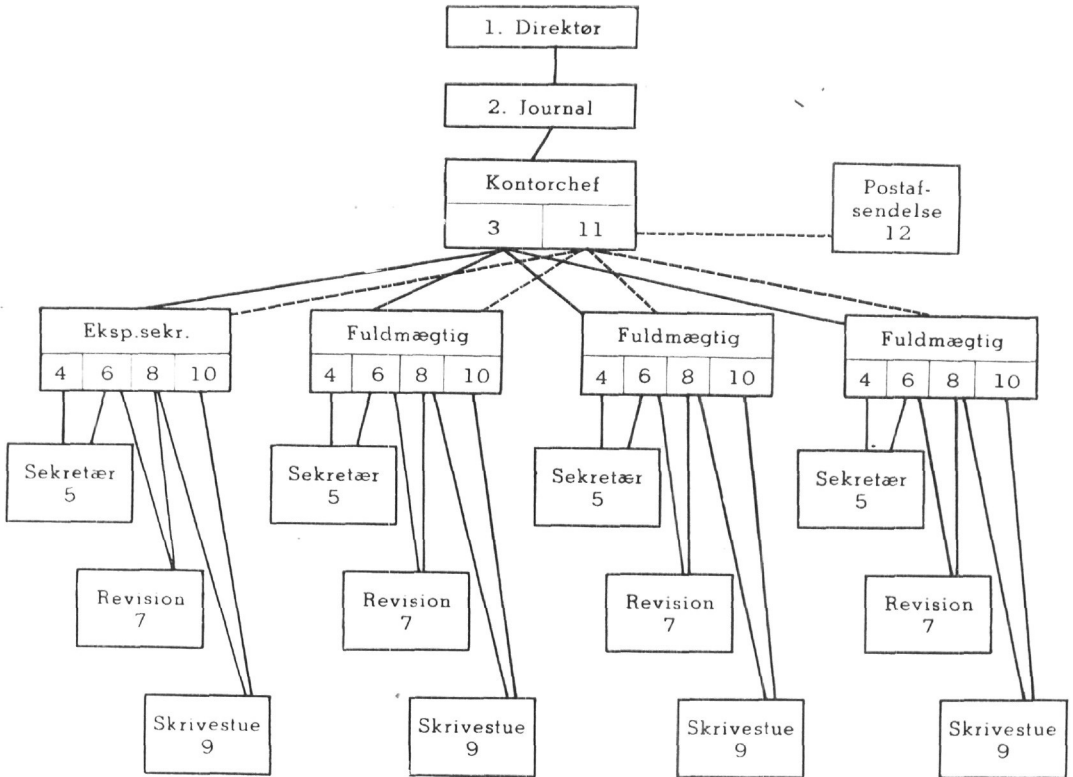 1. Direktør
2. Journal
Kontorchef
3 11
Postaf-
sendelse
12
Eksp.sekr.
4 6 8 10
Fuldmægtig
4 6 8 10
Fuldmægtig
4 6 8 10
Fuldmægtig
4 6 8 10
Sekretær
5
Sekretær
5
Sekretær
5
Sekretær
5
Revision
7
Revision
7
Revision
7
Revision
7
Skrivestue
9
Skrivestue
9
Skrivestue
9
Skrivestue
9